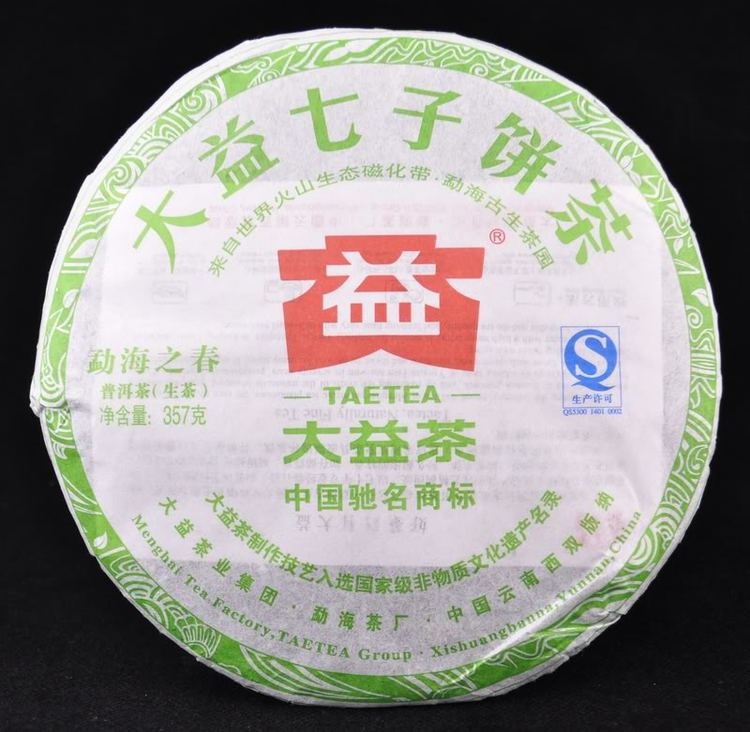 大益七子饼茶
来自世界火山生态磁化带·勐海古生茶园
益
®
勐海之春
普洱茶(生茶)
净含量: 357克
S
生产许可
QS5300 1401 0002
TAETEA
大益茶
中国驰名商标
大益茶制作技艺入选国家级非物质文化遗产名录
大益茶业集团·勐海茶厂·中国云南西双版纳
Menghai Tea Factory, TAETEA Group · Xishuangbanna, Yunnan, China